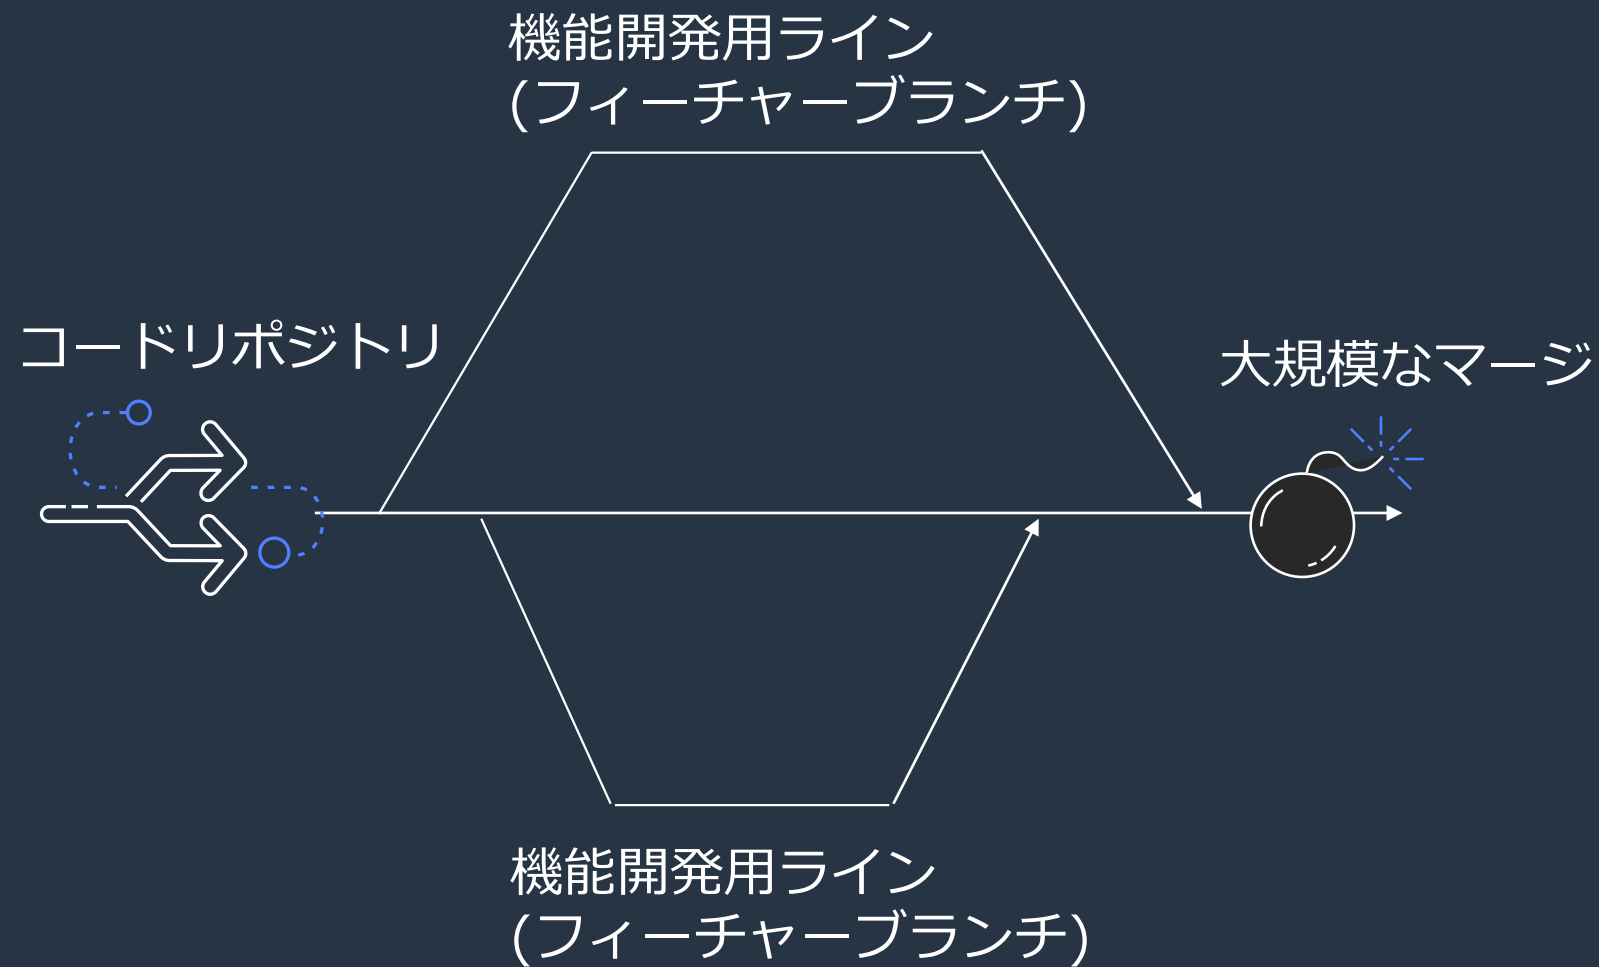 機能開発用ライン
(フィーチャーブランチ)
コードリポジトリ
大規模なマージ
機能開発用ライン
(フィーチャーブランチ)